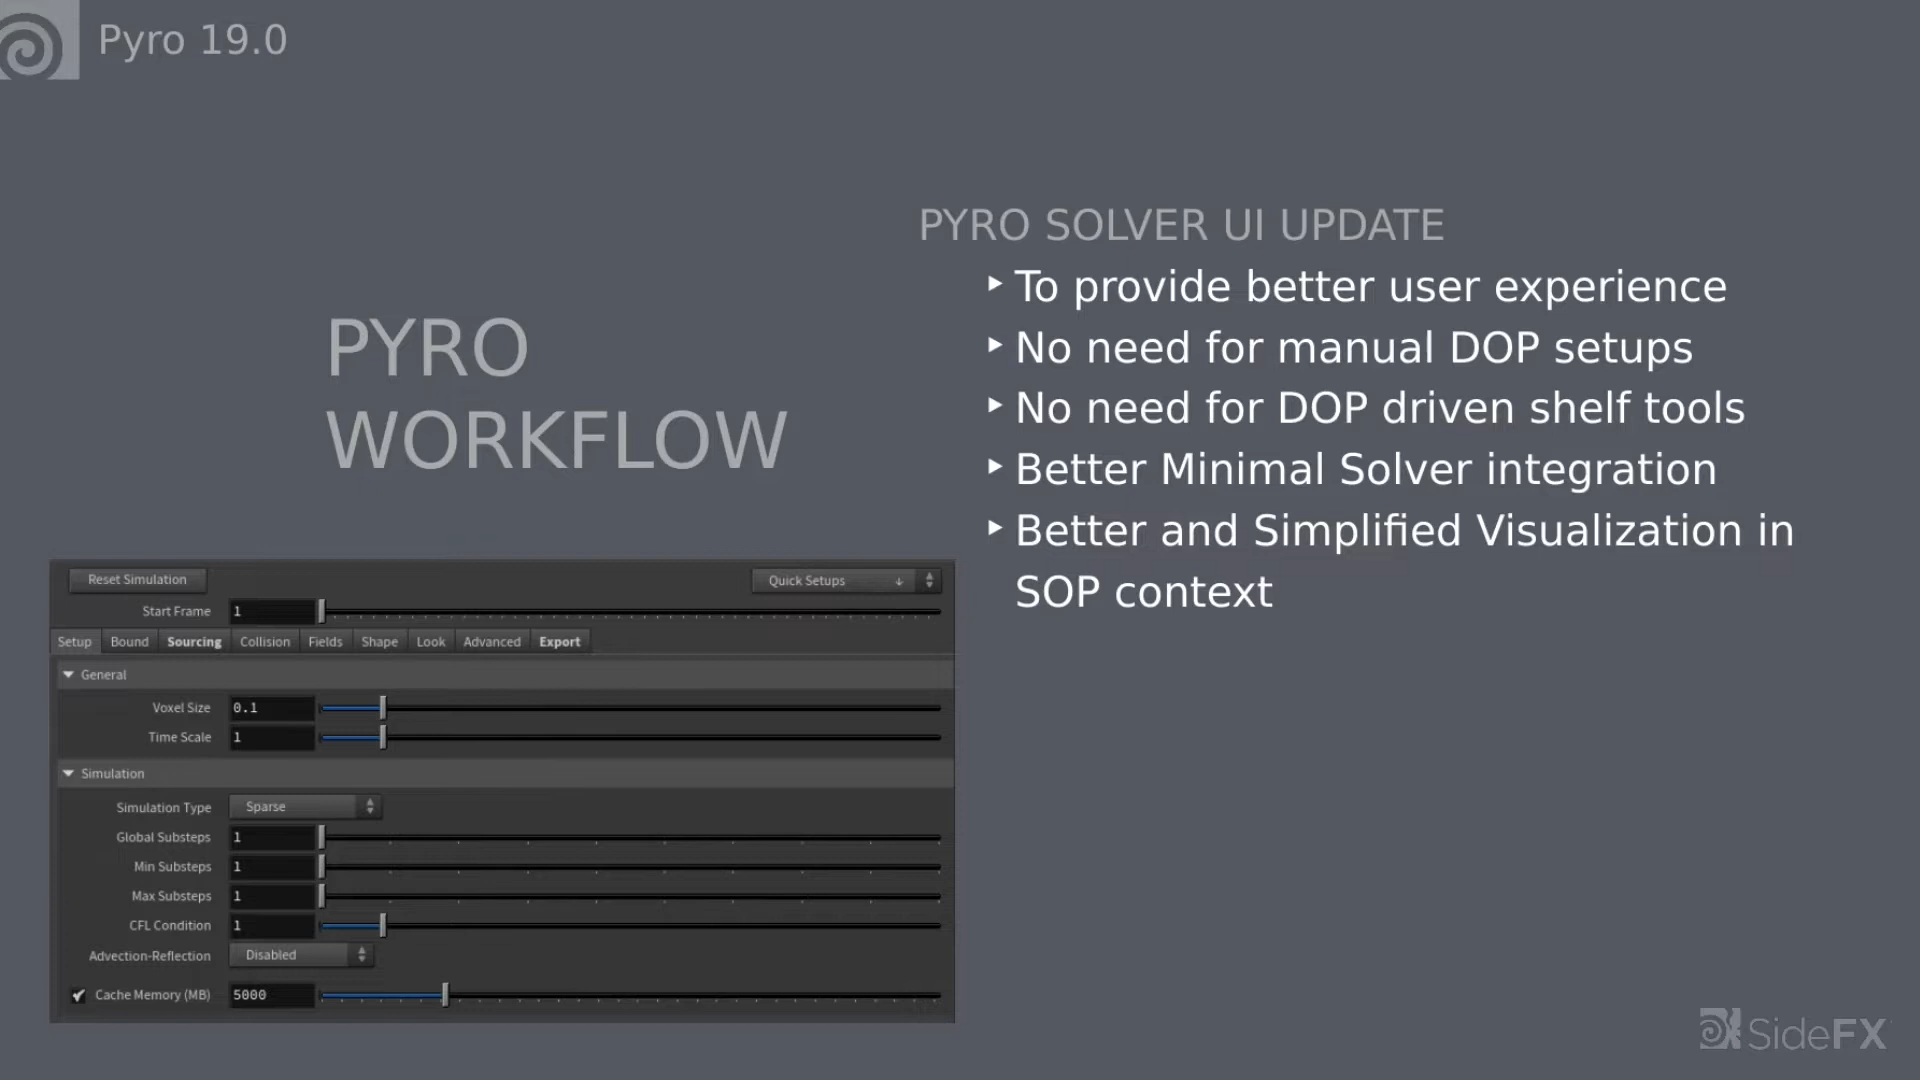 Pyro 19.0
PYRO
WORKFLOW
PYRO SOLVER UI UPDATE
To provide better user experience
No need for manual DOP setups
No need for DOP driven shelf tools
Better Minimal Solver integration
Better and Simplified Visualization in
SOP context
Reset Simulation Quick Setups
Start Frame 1
Setup Bound Sourcing Collision Fields Shape Look Advanced Export
General
Voxel Size 0.1
Time Scale 1
Simulation
Simulation Type Sparse
Global Substeps 1
Min Substeps 1
Max Substeps 1
CFL Condition 1
Advection-Reflection Disabled
Cache Memory (MB) 5000
SideFX